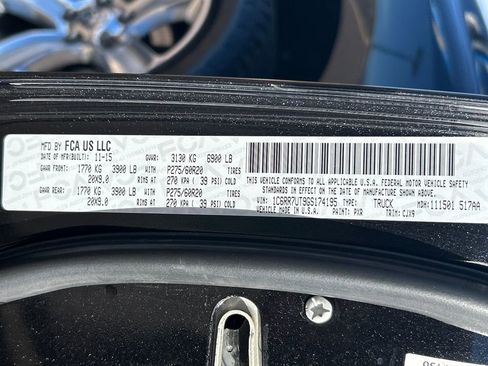 MFD BY FCA US LLC
DATE OF MFR(BUILT): 11-15 GVWR: 3130 KG 6900 LB
GAWR FRONT: 1770 KG 3900 LB WITH P275/60R20 TIRES
20X9.0 RIMS AT 270 KPA ( 39 PSI) COLD
GAWR REAR: 1770 KG 3900 LB WITH P275/60R20 TIRES
20X9.0 RIMS AT 270 KPA ( 39 PSI) COLD
THIS VEHICLE CONFORMS TO ALL APPLICABLE U.S.A. FEDERAL MOTOR VEHICLE
SAFETY STANDARDS IN EFFECT ON THE DATE OF MANUFACTURE SHOWN ABOVE.
VIN: 1C6RR7UT9GS174195 TYPE: TRUCK MDH: 111501 517AA
VEHICLE MADE IN U.S.A. PAINT: PXR TRIM: CJX9